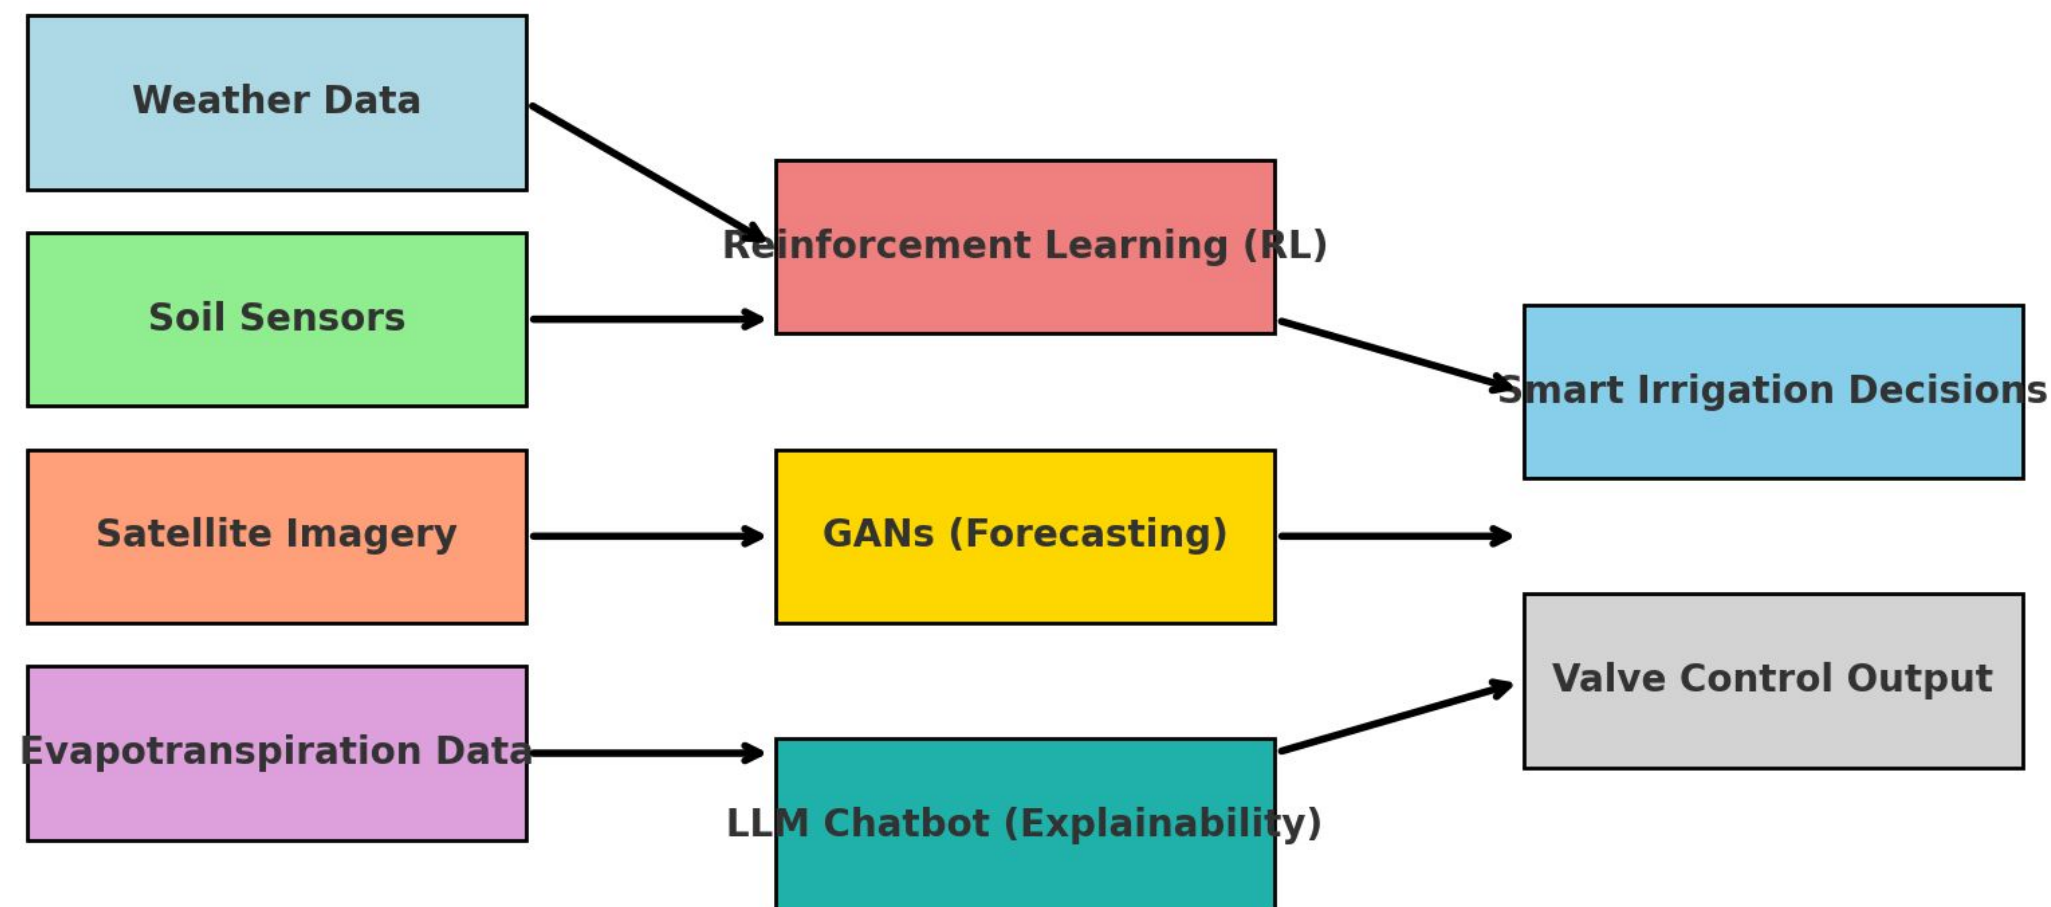 Weather Data
Soil Sensors
Satellite Imagery
Evapotranspiration Data
Reinforcement Learning (RL)
GANs (Forecasting)
LLM Chatbot (Explainability)
Smart Irrigation Decisions
Valve Control Output